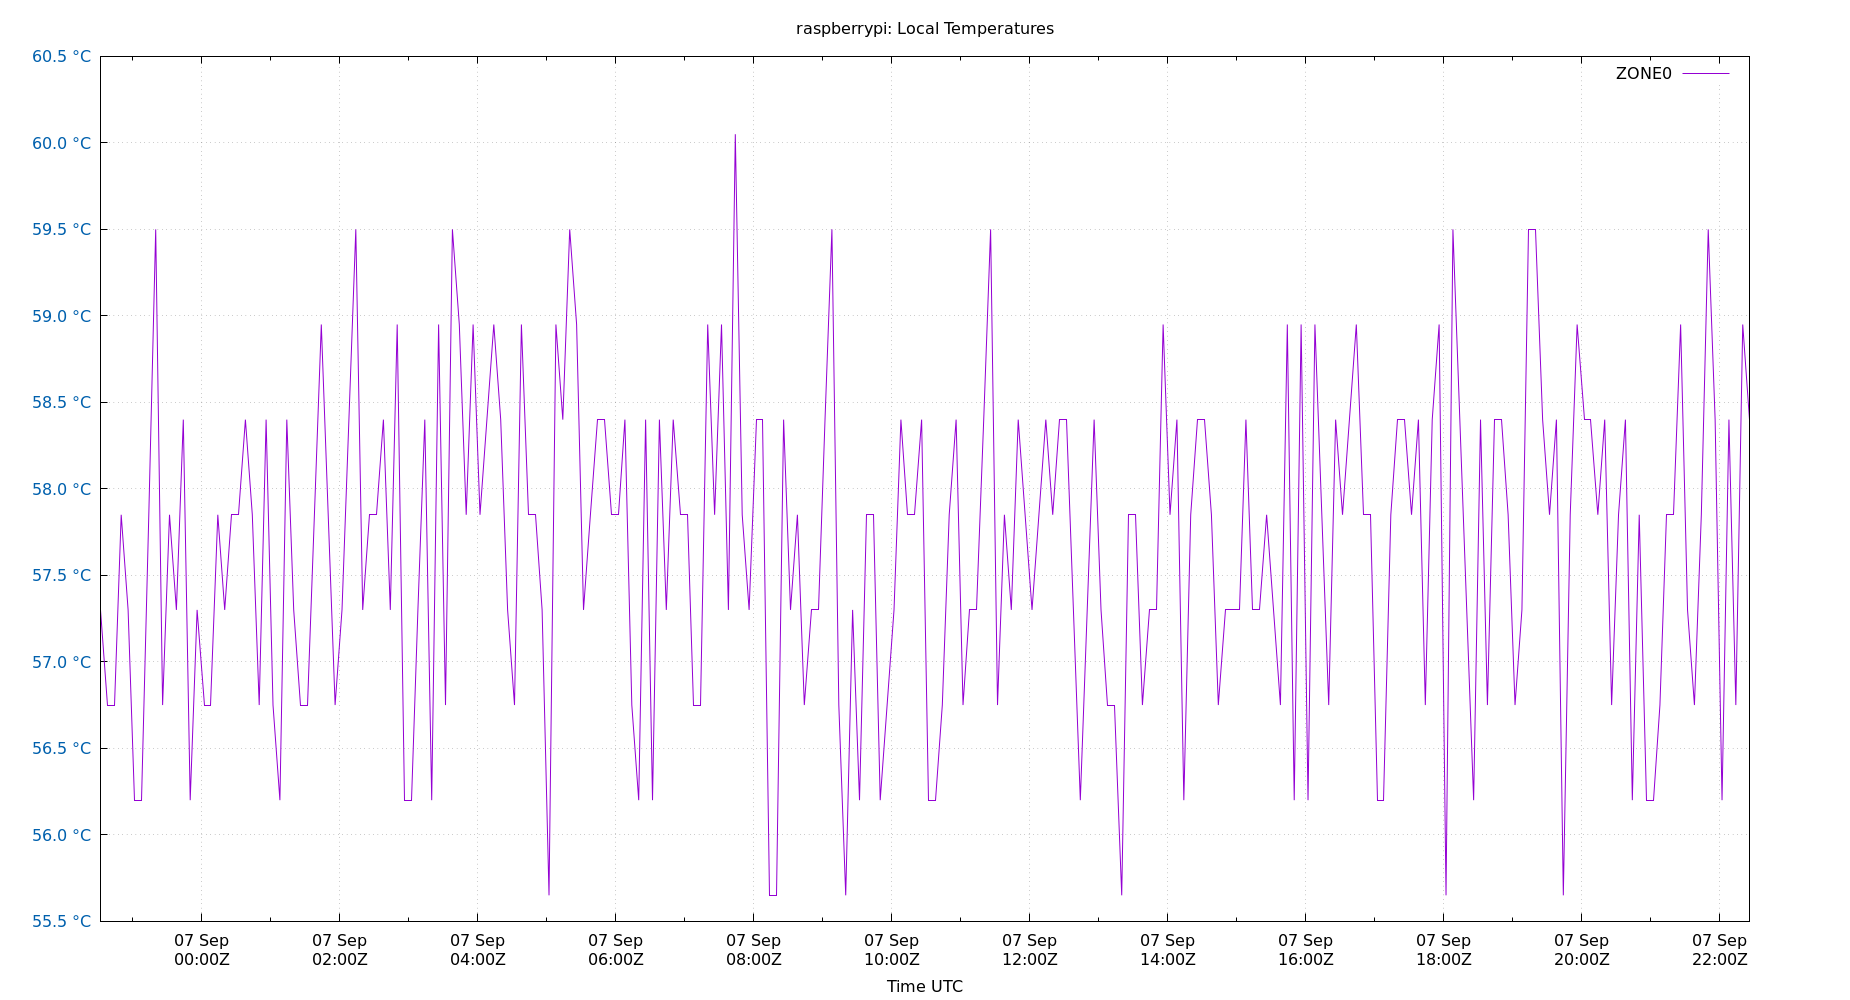 raspberrypi: Local Temperatures
60.5 °C
ZONE0
60.0 °C
59.5 °C
59.0 °C
58.5 °C
58.0 °C
57.5 °C
57.0 °C
56.5 °C
56.0 °C
55.5 °C
07 Sep 07 Sep 07 Sep 07 Sep 07 Sep 07 Sep 07 Sep 07 Sep 07 Sep 07 Sep 07 Sep 07 Sep
00:00Z 02:00Z 04:00Z 06:00Z 08:00Z 10:00Z 12:00Z 14:00Z 16:00Z 18:00Z 20:00Z 22:00Z
Time UTC